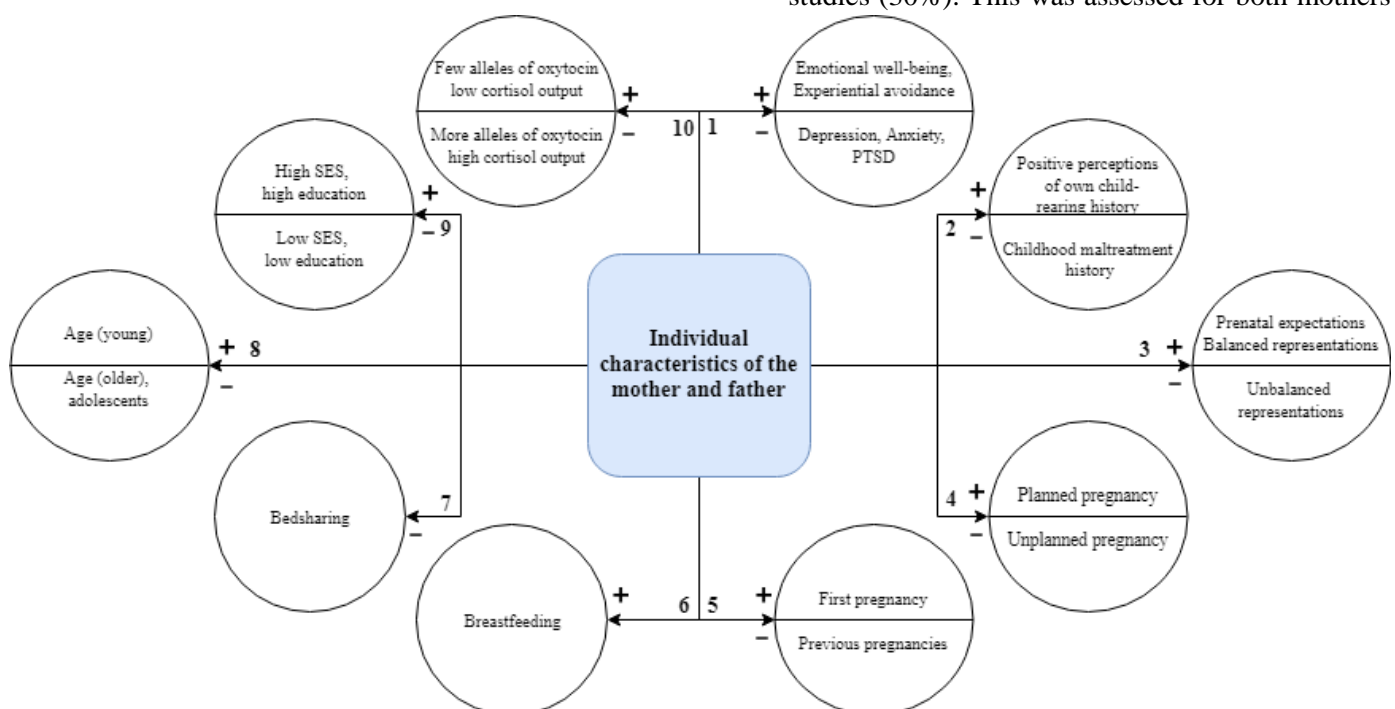 studies (30%). This was assessed for both mothers
Few alleles of oxytocin
low cortisol output
+
−
More alleles of oxytocin
high cortisol output
10
1
Emotional well-being,
Experiential avoidance
+
−
Depression, Anxiety,
PTSD
High SES,
high education
+
− 9
Low SES,
low education
Positive perceptions
of own child-
rearing history
+
2 −
Childhood maltreatment
history
Age (young)
+ 8
−
Age (older),
adolescents
Individual
characteristics of the
mother and father
Prenatal expectations
Balanced representations
3 +
−
Unbalanced
representations
Bedsharing
7
−
4 +
−
Planned pregnancy
Unplanned pregnancy
Breastfeeding
+
6
5
+
−
First pregnancy
Previous pregnancies